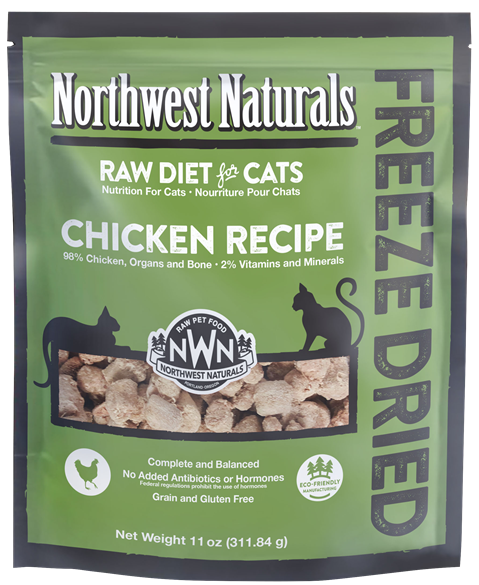 Northwest Naturals
RAW DIET for CATS
Nutrition For Cats • Nourriture Pour Chats
CHICKEN RECIPE
98% Chicken, Organs and Bone • 2% Vitamins and Minerals
FREEZE DRIED
RAW PET FOOD
NWN
NORTHWEST NATURALS
PORTLAND·OREGON
Complete and Balanced
No Added Antibiotics or Hormones
Federal regulations prohibit the use of hormones
Grain and Gluten Free
ECO-FRIENDLY
MANUFACTURING
Net Weight 11 oz (311.84 g)